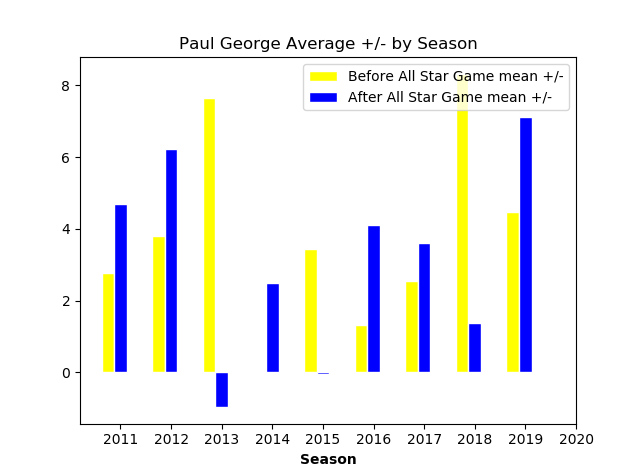 Paul George Average +/- by Season
Before All Star Game mean +/-
After All Star Game mean +/-
8
6
4
2
0
2011 2012 2013 2014 2015 2016 2017 2018 2019 2020
Season